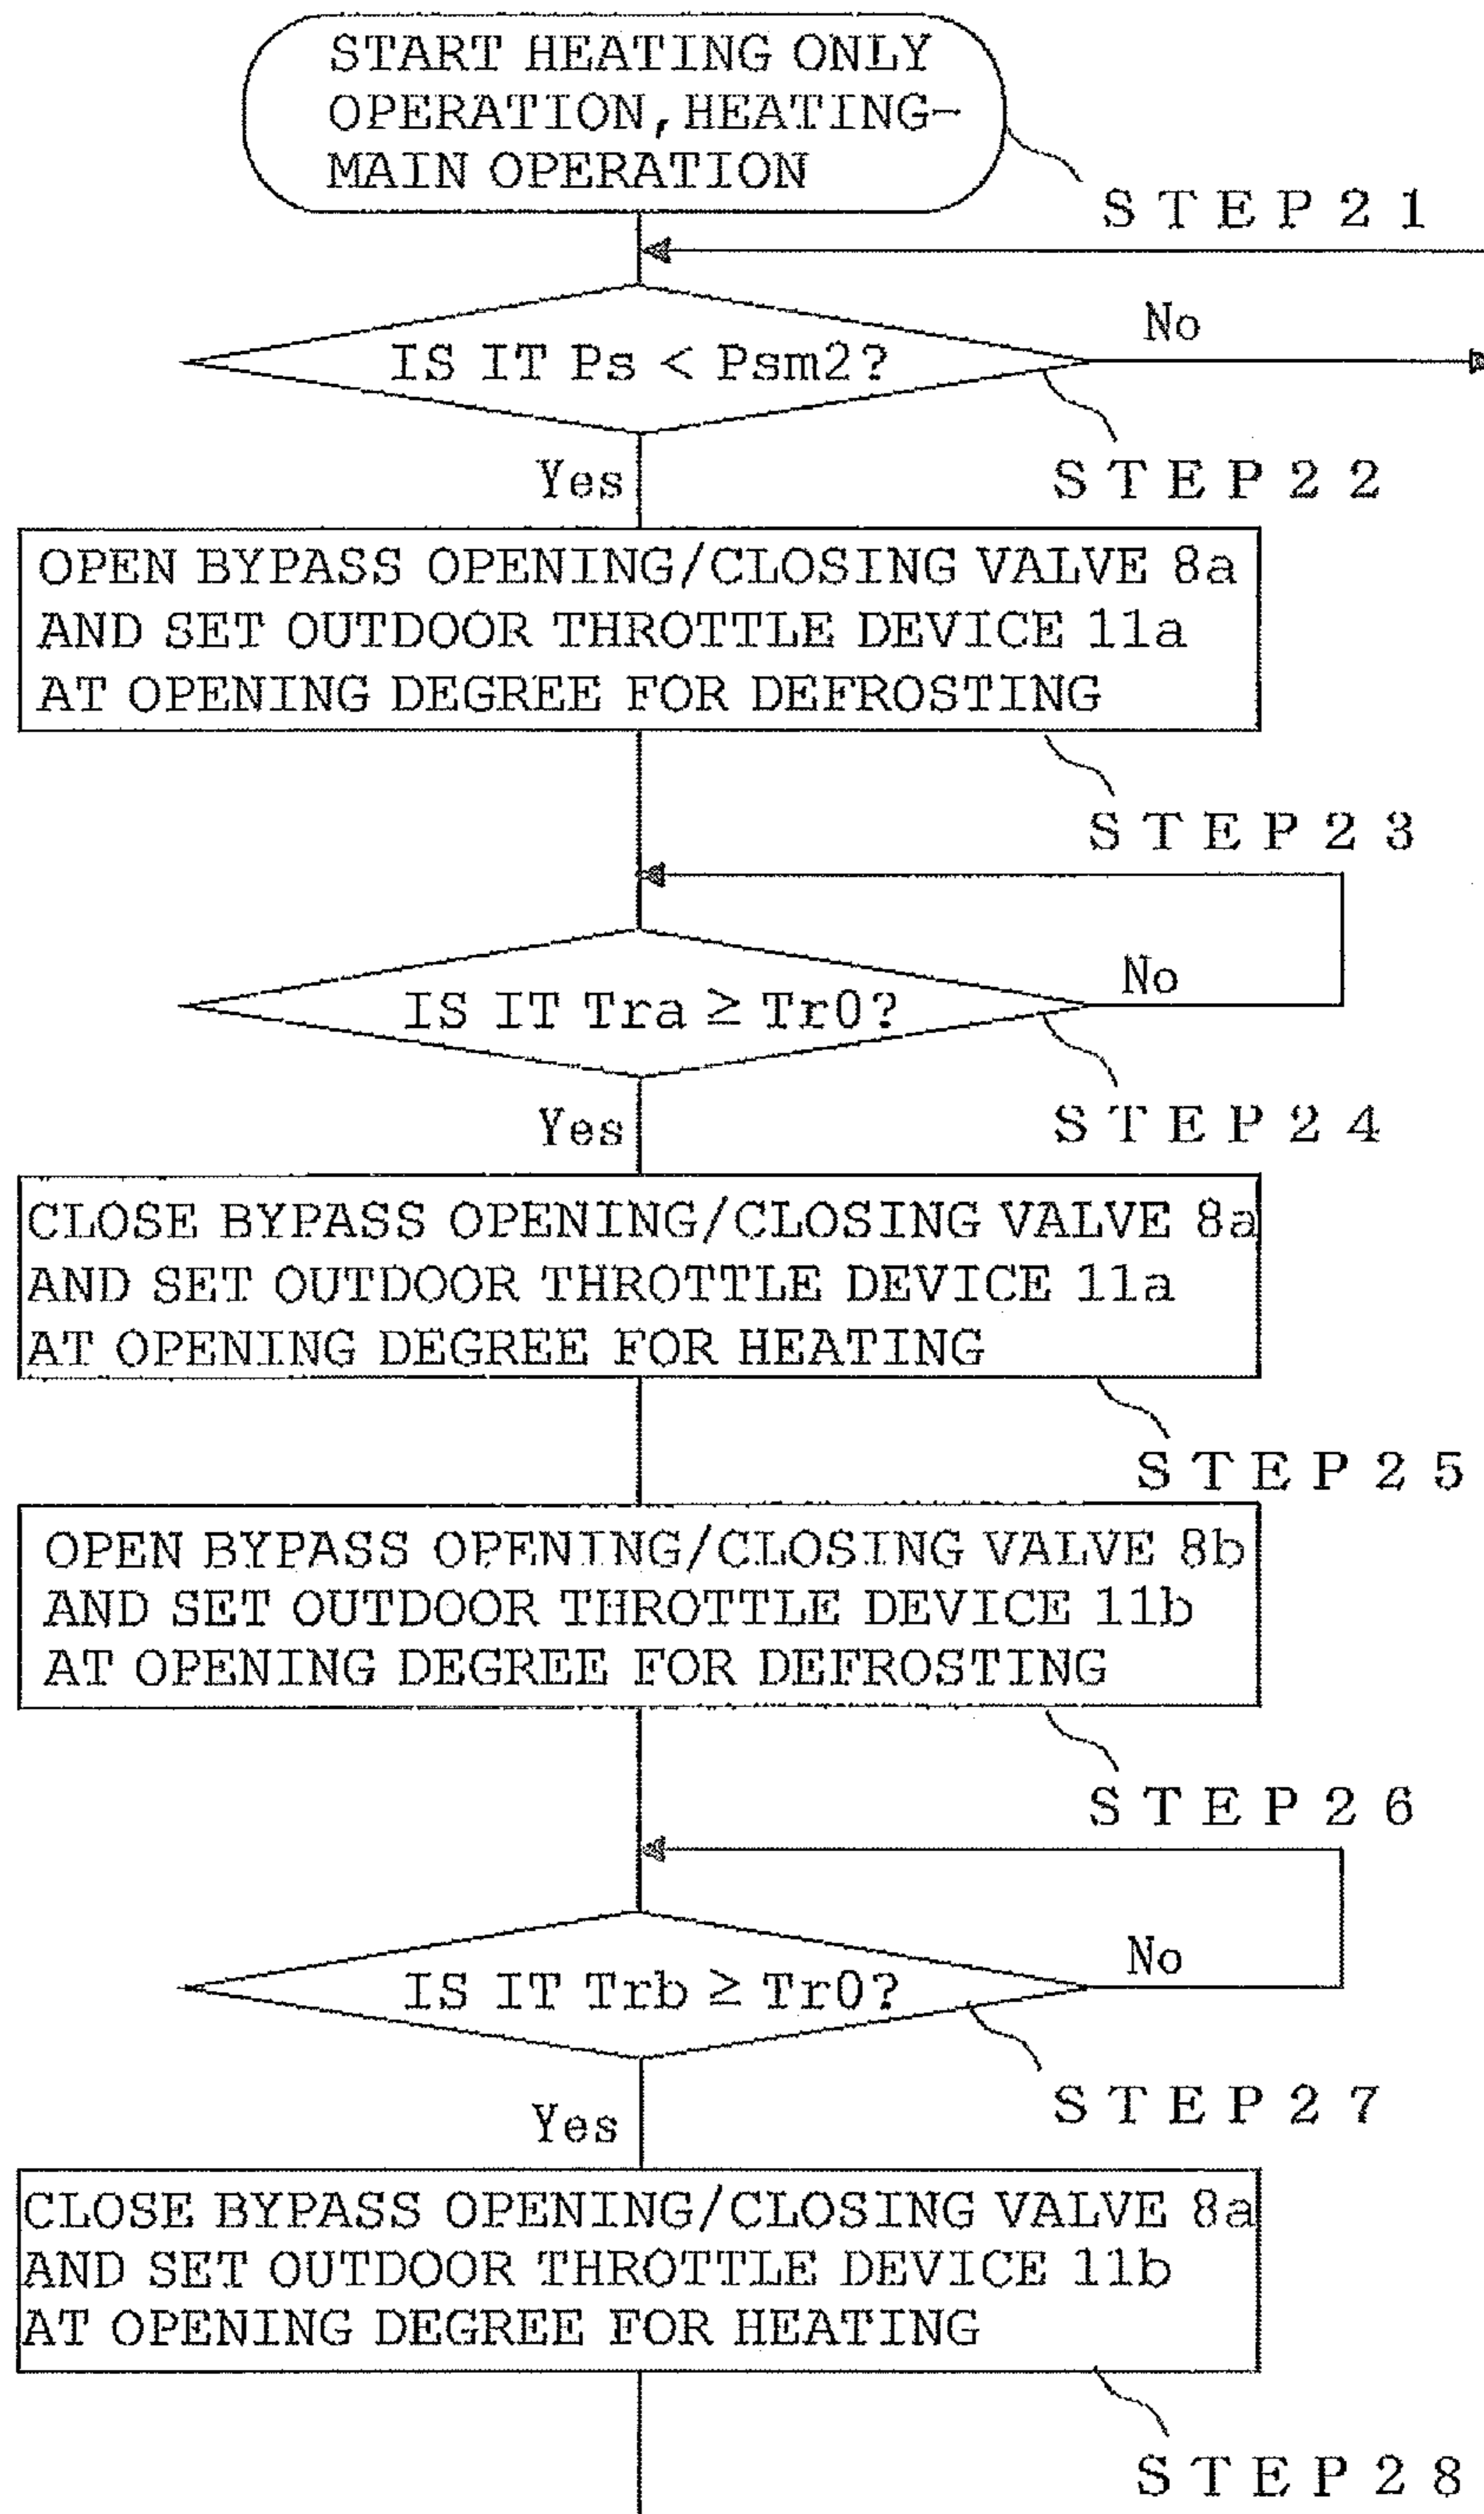 START HEATING ONLY
OPERATION, HEATING-
MAIN OPERATION
STEP21
IS IT Ps < Psm2?
No
STEP22
Yes
OPEN BYPASS OPENING/CLOSING VALVE 8a
AND SET OUTDOOR THROTTLE DEVICE 11a
AT OPENING DEGREE FOR DEFROSTING
STEP23
IS IT Tra ≥ Tr0?
No
STEP24
Yes
CLOSE BYPASS OPENING/CLOSING VALVE 8a
AND SET OUTDOOR THROTTLE DEVICE 11a
AT OPENING DEGREE FOR HEATING
STEP25
OPEN BYPASS OPENING/CLOSING VALVE 8b
AND SET OUTDOOR THROTTLE DEVICE 11b
AT OPENING DEGREE FOR DEFROSTING
STEP26
IS IT Trb ≥ Tr0?
No
STEP27
Yes
CLOSE BYPASS OPENING/CLOSING VALVE 8a
AND SET OUTDOOR THROTTLE DEVICE 11b
AT OPENING DEGREE FOR HEATING
STEP28